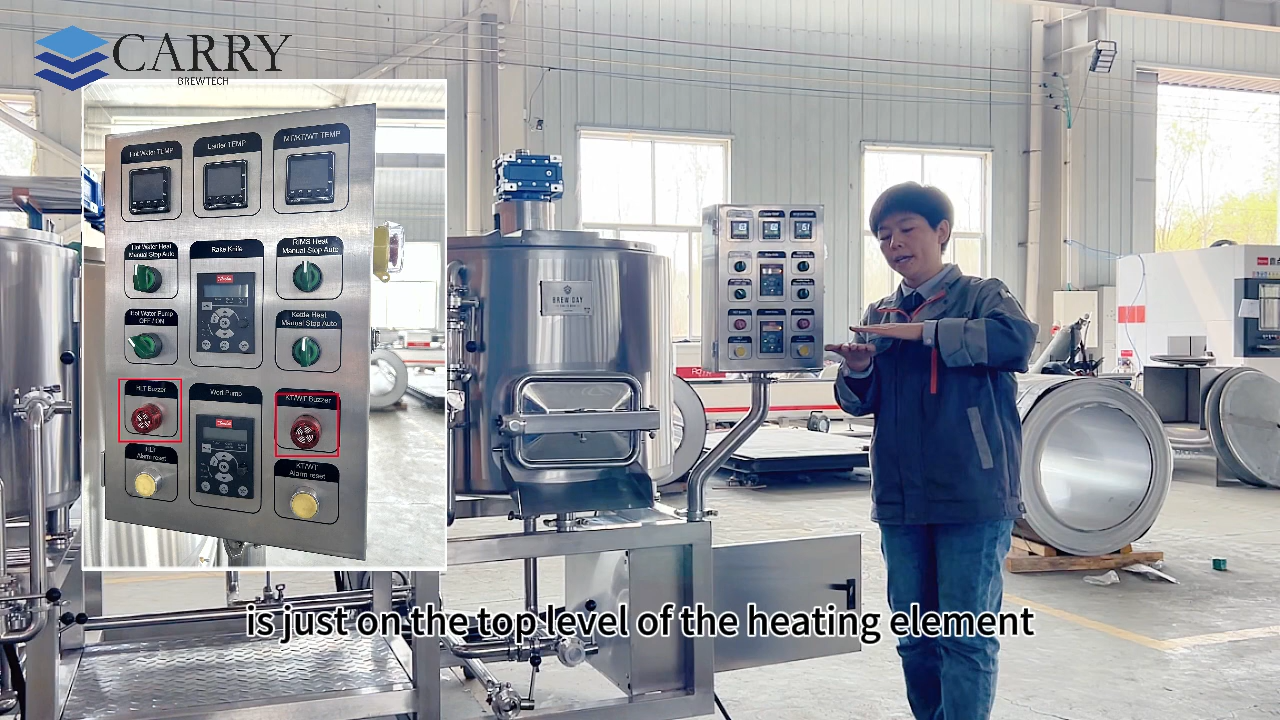 CARRY
BREWTECH
Hot Water TEMP
Lauter TEMP
MT/KT/WT TEMP
Hot Water Heat
Manual Stop Auto
Rake Knife
RIMS Heat
Manual Stop Auto
Hot Water Pump
OFF / ON
Kettle Heat
Manual Stop Auto
HLT Buzzer
Wort Pump
KT/WT Buzzer
HLT
Alarm reset
KT/WT
Alarm reset
BREW DAY
is just on the top level of the heating element